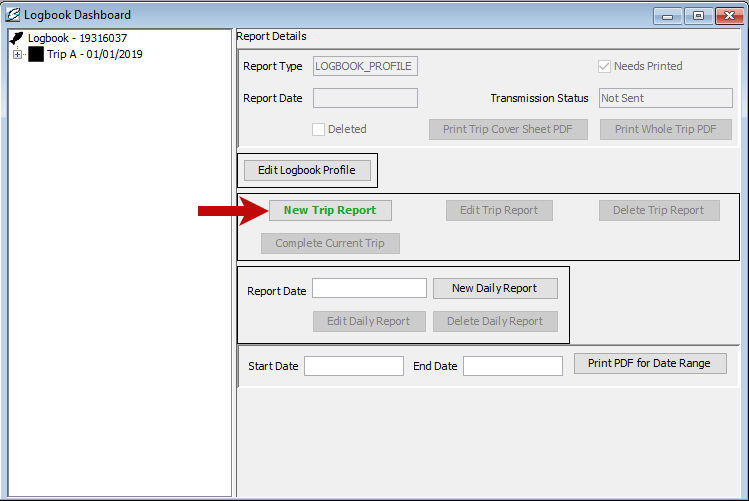 Logbook Dashboard
Logbook - 19316037
Trip A - 01/01/2019
Report Details
Report Type LOGBOOK_PROFILE Needs Printed
Report Date Transmission Status Not Sent
Deleted Print Trip Cover Sheet PDF Print Whole Trip PDF
Edit Logbook Profile
New Trip Report Edit Trip Report Delete Trip Report
Complete Current Trip
Report Date New Daily Report
Edit Daily Report Delete Daily Report
Start Date End Date Print PDF for Date Range